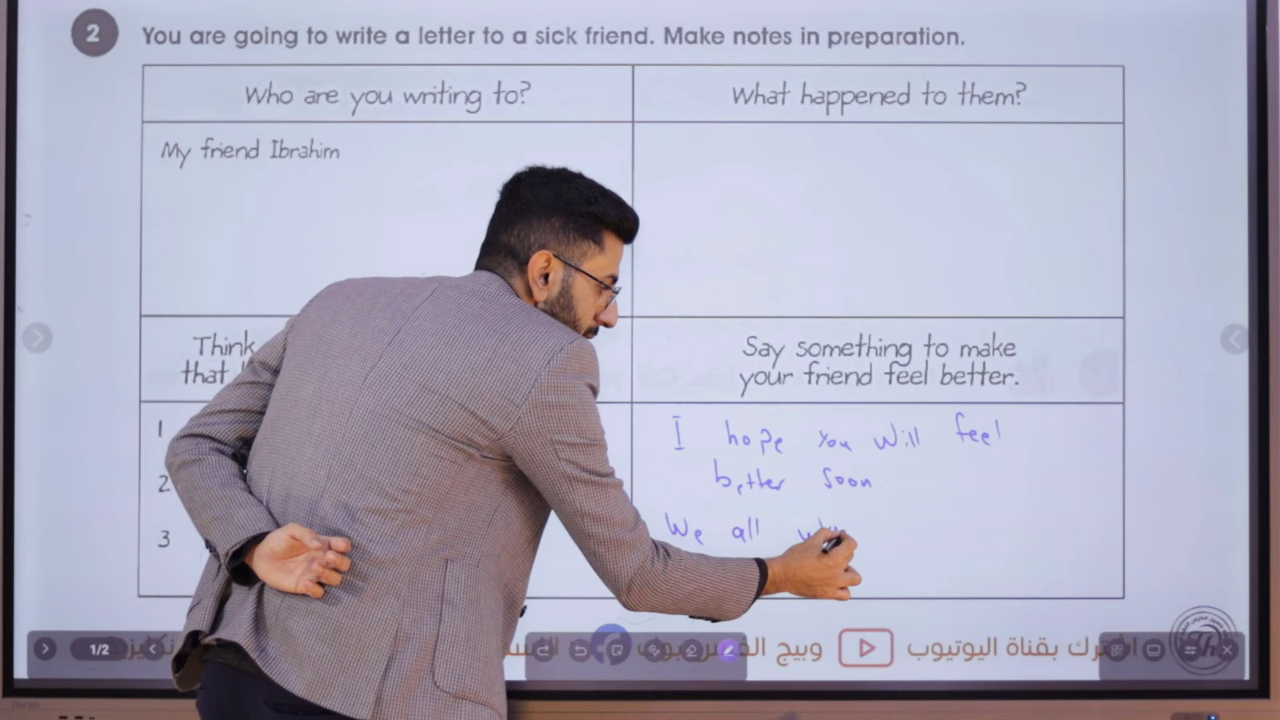 2 You are going to write a letter to a sick friend. Make notes in preparation.
Who are you writing to?
What happened to them?
My friend Ibrahim
Think
that
Say something to make
your friend feel better.
1
2
3
I hope you will feel
better soon.
We all
1/2
اشترك بقناة اليوتيوب
وبيج